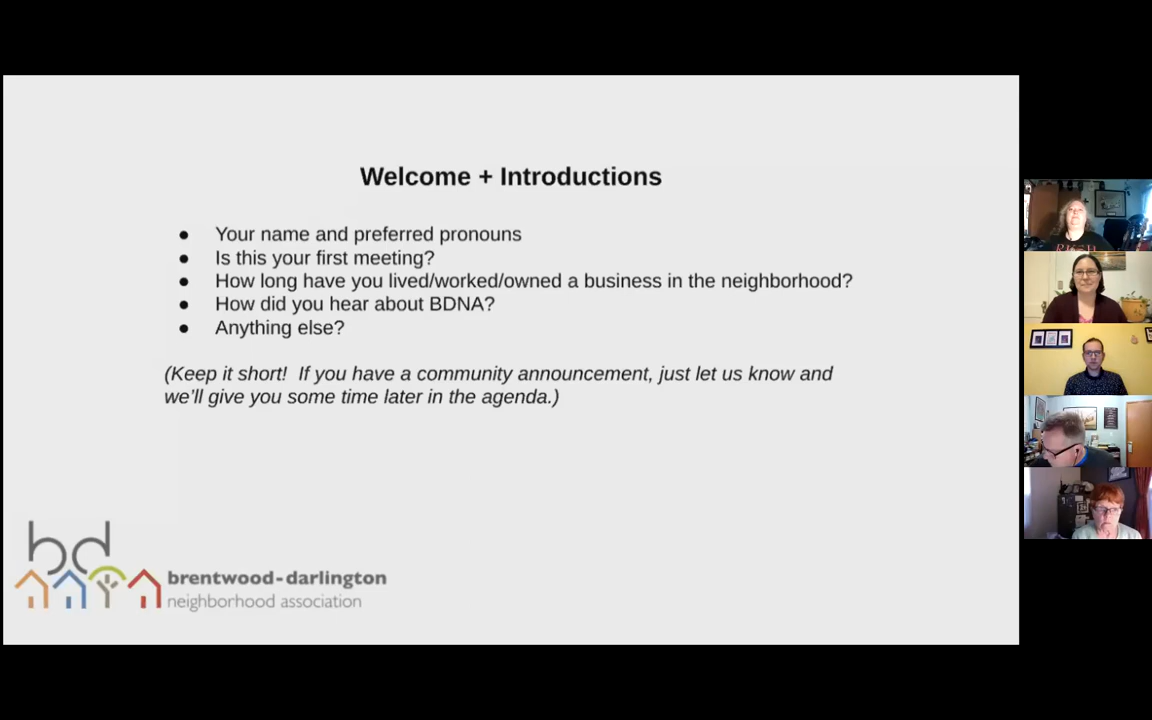 Welcome + Introductions
● Your name and preferred pronouns
● Is this your first meeting?
● How long have you lived/worked/owned a business in the neighborhood?
● How did you hear about BDNA?
● Anything else?
(Keep it short!  If you have a community announcement, just let us know and
we'll give you some time later in the agenda.)
bd
brentwood-darlington
neighborhood association